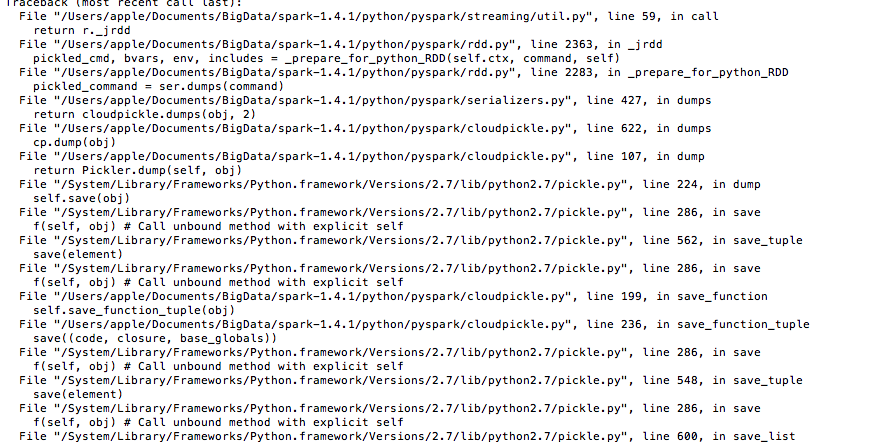 Traceback (most recent call last):
File "/Users/apple/Documents/BigData/spark-1.4.1/python/pyspark/streaming/util.py", line 59, in call
return r._jrdd
File "/Users/apple/Documents/BigData/spark-1.4.1/python/pyspark/rdd.py", line 2363, in _jrdd
pickled_cmd, bvars, env, includes = _prepare_for_python_RDD(self.ctx, command, self)
File "/Users/apple/Documents/BigData/spark-1.4.1/python/pyspark/rdd.py", line 2283, in _prepare_for_python_RDD
pickled_command = ser.dumps(command)
File "/Users/apple/Documents/BigData/spark-1.4.1/python/pyspark/serializers.py", line 427, in dumps
return cloudpickle.dumps(obj, 2)
File "/Users/apple/Documents/BigData/spark-1.4.1/python/pyspark/cloudpickle.py", line 622, in dumps
cp.dump(obj)
File "/Users/apple/Documents/BigData/spark-1.4.1/python/pyspark/cloudpickle.py", line 107, in dump
return Pickler.dump(self, obj)
File "/System/Library/Frameworks/Python.framework/Versions/2.7/lib/python2.7/pickle.py", line 224, in dump
self.save(obj)
File "/System/Library/Frameworks/Python.framework/Versions/2.7/lib/python2.7/pickle.py", line 286, in save
f(self, obj) # Call unbound method with explicit self
File "/System/Library/Frameworks/Python.framework/Versions/2.7/lib/python2.7/pickle.py", line 562, in save_tuple
save(element)
File "/System/Library/Frameworks/Python.framework/Versions/2.7/lib/python2.7/pickle.py", line 286, in save
f(self, obj) # Call unbound method with explicit self
File "/Users/apple/Documents/BigData/spark-1.4.1/python/pyspark/cloudpickle.py", line 199, in save_function
self.save_function_tuple(obj)
File "/Users/apple/Documents/BigData/spark-1.4.1/python/pyspark/cloudpickle.py", line 236, in save_function_tuple
save((code, closure, base_globals))
File "/System/Library/Frameworks/Python.framework/Versions/2.7/lib/python2.7/pickle.py", line 286, in save
f(self, obj) # Call unbound method with explicit self
File "/System/Library/Frameworks/Python.framework/Versions/2.7/lib/python2.7/pickle.py", line 548, in save_tuple
save(element)
File "/System/Library/Frameworks/Python.framework/Versions/2.7/lib/python2.7/pickle.py", line 286, in save
f(self, obj) # Call unbound method with explicit self
File "/System/Library/Frameworks/Python.framework/Versions/2.7/lib/python2.7/pickle.py", line 600, in save_list